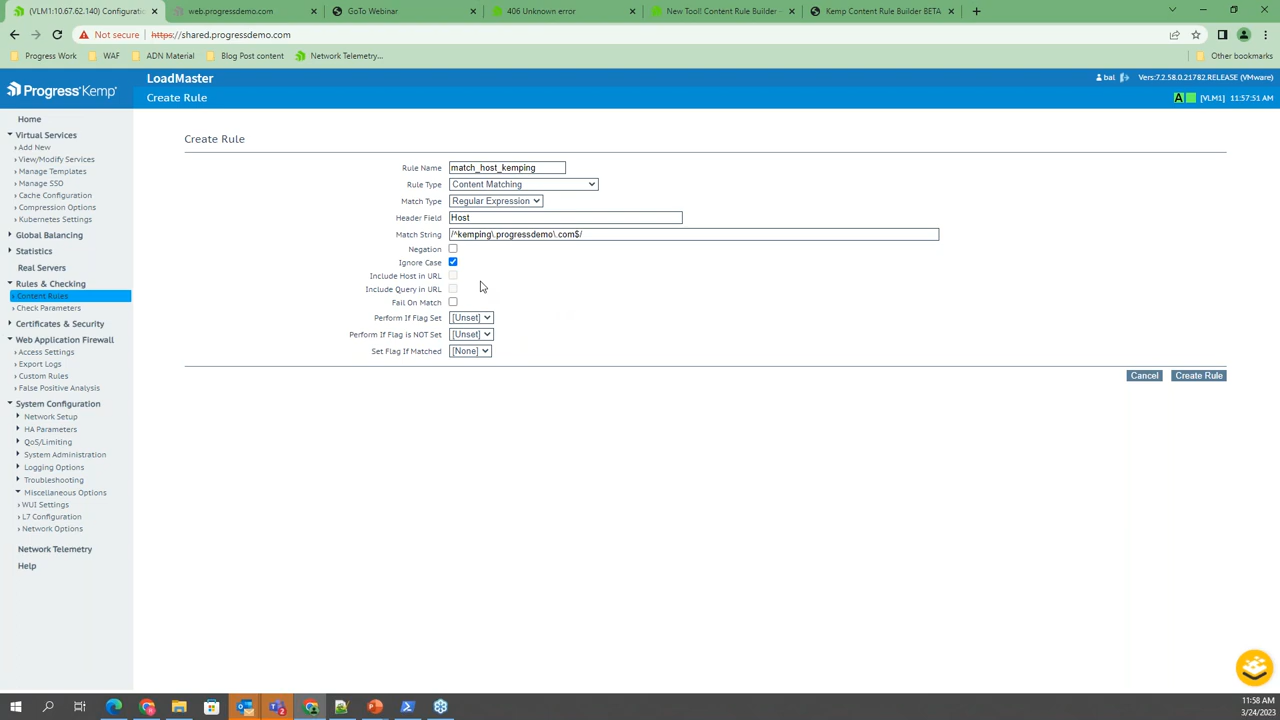 (VLM1:10.67.62.140) Configuratio
web.progressdemo.com
GoTo Webinar
406 Unknown error
New Tool! Content Rule Builder -
Kemp Content Rule Builder BETA
Not secure
https://shared.progressdemo.com
Progress Work
WAF
ADN Material
Blog Post content
Network Telemetry...
Other bookmarks
Progress Kemp
LoadMaster
Create Rule
bal
Vers:7.2.58.0.21782.RELEASE (VMware)
A
[VLM1] 11:57:51 AM
Home
Virtual Services
Add New
View/Modify Services
Manage Templates
Manage SSO
Cache Configuration
Compression Options
Kubernetes Settings
Global Balancing
Statistics
Real Servers
Rules & Checking
Content Rules
Check Parameters
Certificates & Security
Web Application Firewall
Access Settings
Export Logs
Custom Rules
False Positive Analysis
System Configuration
Network Setup
HA Parameters
QoS/Limiting
System Administration
Logging Options
Troubleshooting
Miscellaneous Options
WUI Settings
L7 Configuration
Network Options
Network Telemetry
Help
Create Rule
Rule Name match_host_kemping
Rule Type Content Matching
Match Type Regular Expression
Header Field Host
Match String /^kemping\.progressdemo\.com$/
Negation
Ignore Case
Include Host in URL
Include Query in URL
Fail On Match
Perform If Flag Set [Unset]
Perform If Flag is NOT Set [Unset]
Set Flag If Matched [None]
Cancel
Create Rule
11:58 AM
3/24/2023